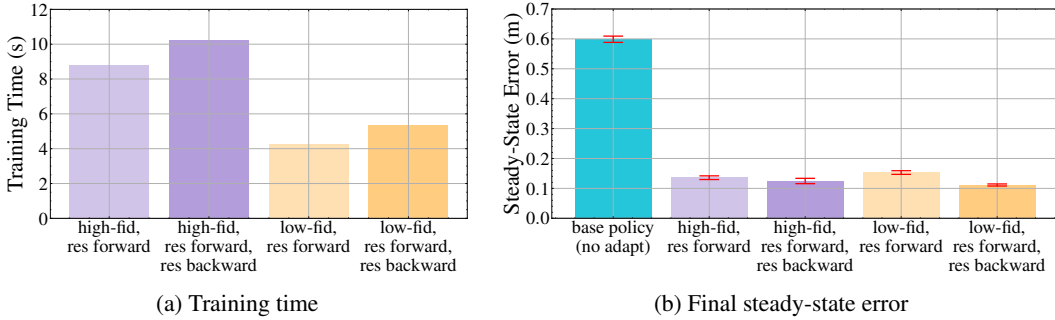 Training Time (s)
12
10
8
6
4
2
0
high-fid,
res forward
high-fid,
res forward,
res backward
low-fid,
res forward
low-fid,
res forward,
res backward
(a) Training time
Steady-State Error (m)
0.7
0.6
0.5
0.4
0.3
0.2
0.1
0.0
base policy
(no adapt)
high-fid,
res forward
high-fid,
res forward,
res backward
low-fid,
res forward
low-fid,
res forward,
res backward
(b) Final steady-state error